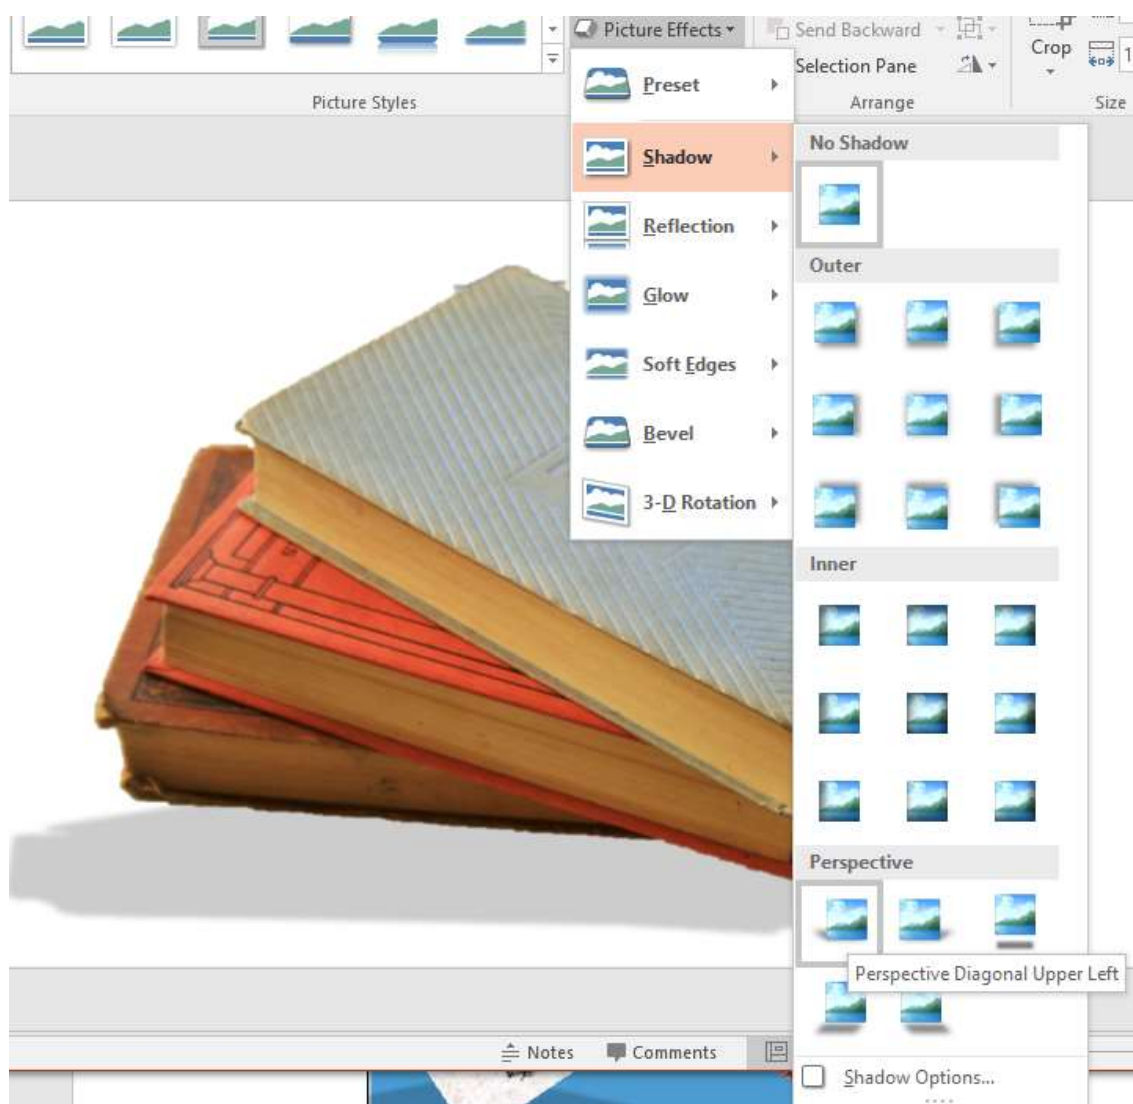 Picture Effects
Send Backward
Selection Pane
Crop
1
Picture Styles
Arrange
Size
Preset
Shadow
Reflection
Glow
Soft Edges
Bevel
3-D Rotation
No Shadow
Outer
Inner
Perspective
Perspective Diagonal Upper Left
Shadow Options...
Notes
Comments